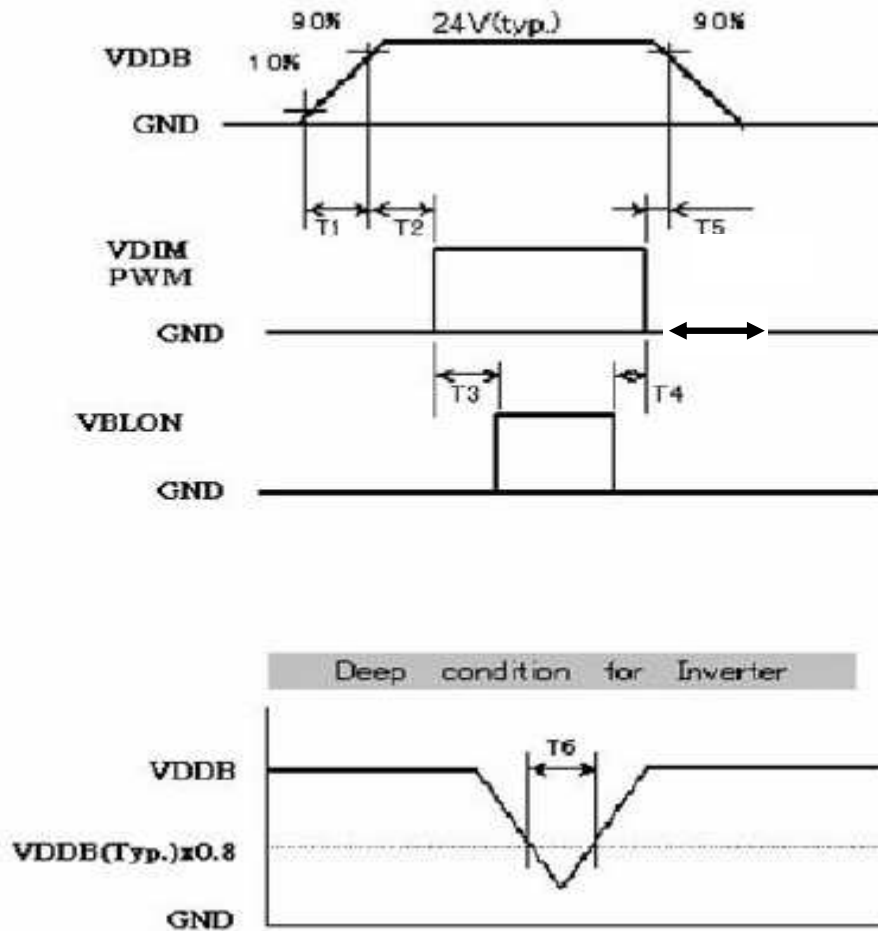 90% 24V(typ.) 90%
VDDB 10%
GND
T1 T2 T5
VDIM
PWM
GND
T3 T4
VBLON
GND
Deep condition for Inverter
T6
VDDB
VDDB(Typ.)x0.8
GND